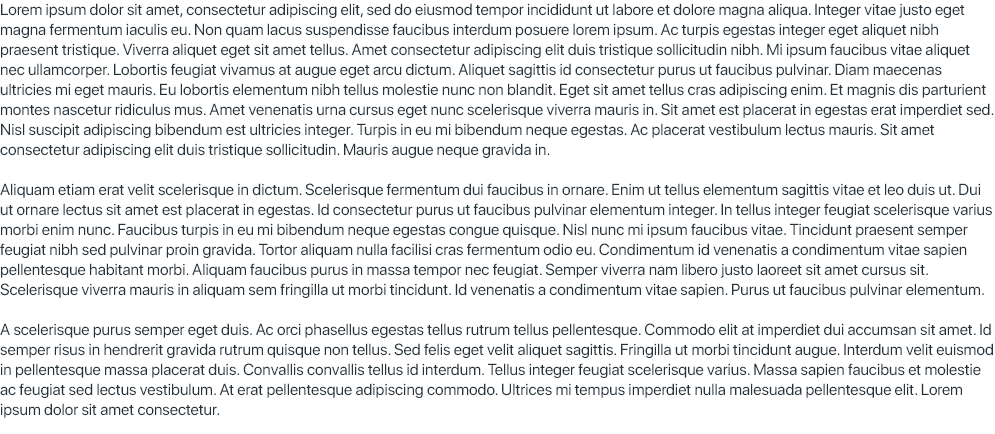 Lorem ipsum dolor sit amet, consectetur adipiscing elit, sed do eiusmod tempor incididunt ut labore et dolore magna aliqua. Integer vitae justo eget
magna fermentum iaculis eu. Non quam lacus suspendisse faucibus interdum posuere lorem ipsum. Ac turpis egestas integer eget aliquet nibh
praesent tristique. Viverra aliquet eget sit amet tellus. Amet consectetur adipiscing elit duis tristique sollicitudin nibh. Mi ipsum faucibus vitae aliquet
nec ullamcorper. Lobortis feugiat vivamus at augue eget arcu dictum. Aliquet sagittis id consectetur purus ut faucibus pulvinar. Diam maecenas
ultricies mi eget mauris. Eu lobortis elementum nibh tellus molestie nunc non blandit. Eget sit amet tellus cras adipiscing enim. Et magnis dis parturient
montes nascetur ridiculus mus. Amet venenatis urna cursus eget nunc scelerisque viverra mauris in. Sit amet est placerat in egestas erat imperdiet sed.
Nisl suscipit adipiscing bibendum est ultricies integer. Turpis in eu mi bibendum neque egestas. Ac placerat vestibulum lectus mauris. Sit amet
consectetur adipiscing elit duis tristique sollicitudin. Mauris augue neque gravida in.

Aliquam etiam erat velit scelerisque in dictum. Scelerisque fermentum dui faucibus in ornare. Enim ut tellus elementum sagittis vitae et leo duis ut. Dui
ut ornare lectus sit amet est placerat in egestas. Id consectetur purus ut faucibus pulvinar elementum integer. In tellus integer feugiat scelerisque varius
morbi enim nunc. Faucibus turpis in eu mi bibendum neque egestas congue quisque. Nisl nunc mi ipsum faucibus vitae. Tincidunt praesent semper
feugiat nibh sed pulvinar proin gravida. Tortor aliquam nulla facilisi cras fermentum odio eu. Condimentum id venenatis a condimentum vitae sapien
pellentesque habitant morbi. Aliquam faucibus purus in massa tempor nec feugiat. Semper viverra nam libero justo laoreet sit amet cursus sit.
Scelerisque viverra mauris in aliquam sem fringilla ut morbi tincidunt. Id venenatis a condimentum vitae sapien. Purus ut faucibus pulvinar elementum.

A scelerisque purus semper eget duis. Ac orci phasellus egestas tellus rutrum tellus pellentesque. Commodo elit at imperdiet dui accumsan sit amet. Id
semper risus in hendrerit gravida rutrum quisque non tellus. Sed felis eget velit aliquet sagittis. Fringilla ut morbi tincidunt augue. Interdum velit euismod
in pellentesque massa placerat duis. Convallis convallis tellus id interdum. Tellus integer feugiat scelerisque varius. Massa sapien faucibus et molestie
ac feugiat sed lectus vestibulum. At erat pellentesque adipiscing commodo. Ultrices mi tempus imperdiet nulla malesuada pellentesque elit. Lorem
ipsum dolor sit amet consectetur.